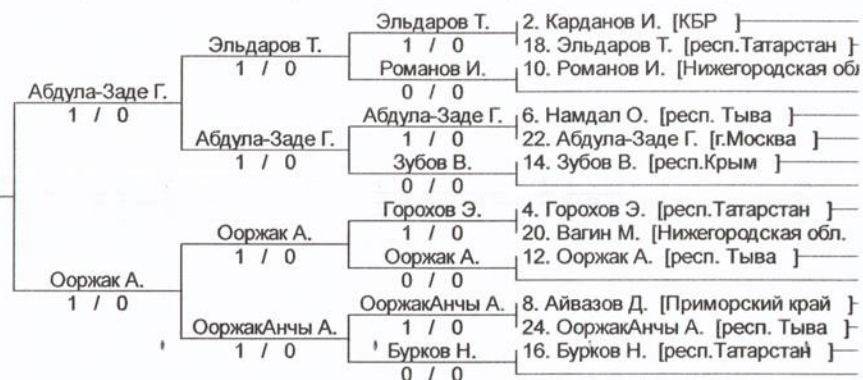 Эльдаров Т. 2. Карданов И. [КБР ]
Эльдаров Т. 1 / 0 18. Эльдаров Т. [респ.Татарстан ]
1 / 0 Романов И. 10. Романов И. [Нижегородская обл
0 / 0
Абдула-Заде Г.
1 / 0
Абдула-Заде Г. 6. Намдал О. [респ. Тыва ]
Абдула-Заде Г. 1 / 0 22. Абдула-Заде Г. [г.Москва ]
1 / 0 Зубов В. 14. Зубов В. [респ.Крым ]
0 / 0
Горохов Э. 4. Горохов Э. [респ.Татарстан ]
Ооржак А. 1 / 0 20. Вагин М. [Нижегородская обл.
1 / 0 Ооржак А. 12. Ооржак А. [респ. Тыва ]
0 / 0
Ооржак А.
1 / 0
ООржакАнчы А. 8. Айвазов Д. [Приморский край ]
ООржакАнчы А. 1 / 0 24. ООржакАнчы А. [респ. Тыва ]
1 / 0 Бурков Н. 16. Бурков Н. [респ.Татарстан ]
0 / 0